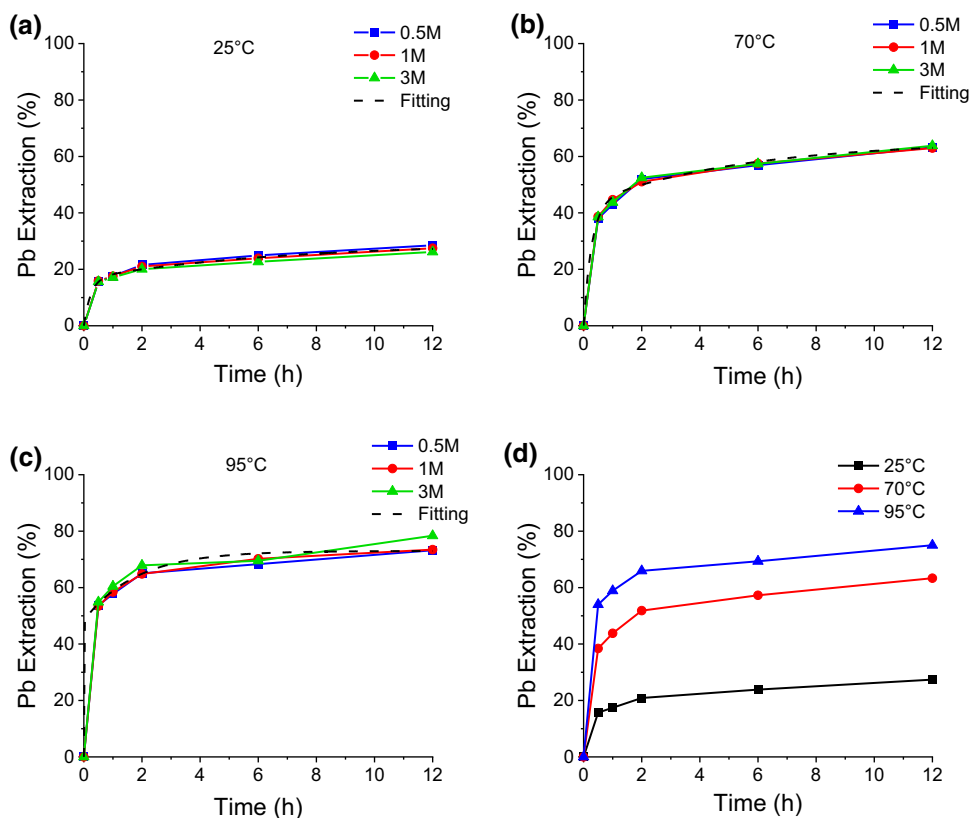 (a)
25°C
0.5M
1M
3M
Fitting
100
80
60
40
20
0
Pb Extraction (%)
0 2 4 6 8 10 12
Time (h)
(b)
70°C
0.5M
1M
3M
Fitting
100
80
60
40
20
0
Pb Extraction (%)
0 2 4 6 8 10 12
Time (h)
(c)
95°C
0.5M
1M
3M
Fitting
100
80
60
40
20
0
Pb Extraction (%)
0 2 4 6 8 10 12
Time (h)
(d)
25°C
70°C
95°C
100
80
60
40
20
0
Pb Extraction (%)
0 2 4 6 8 10 12
Time (h)